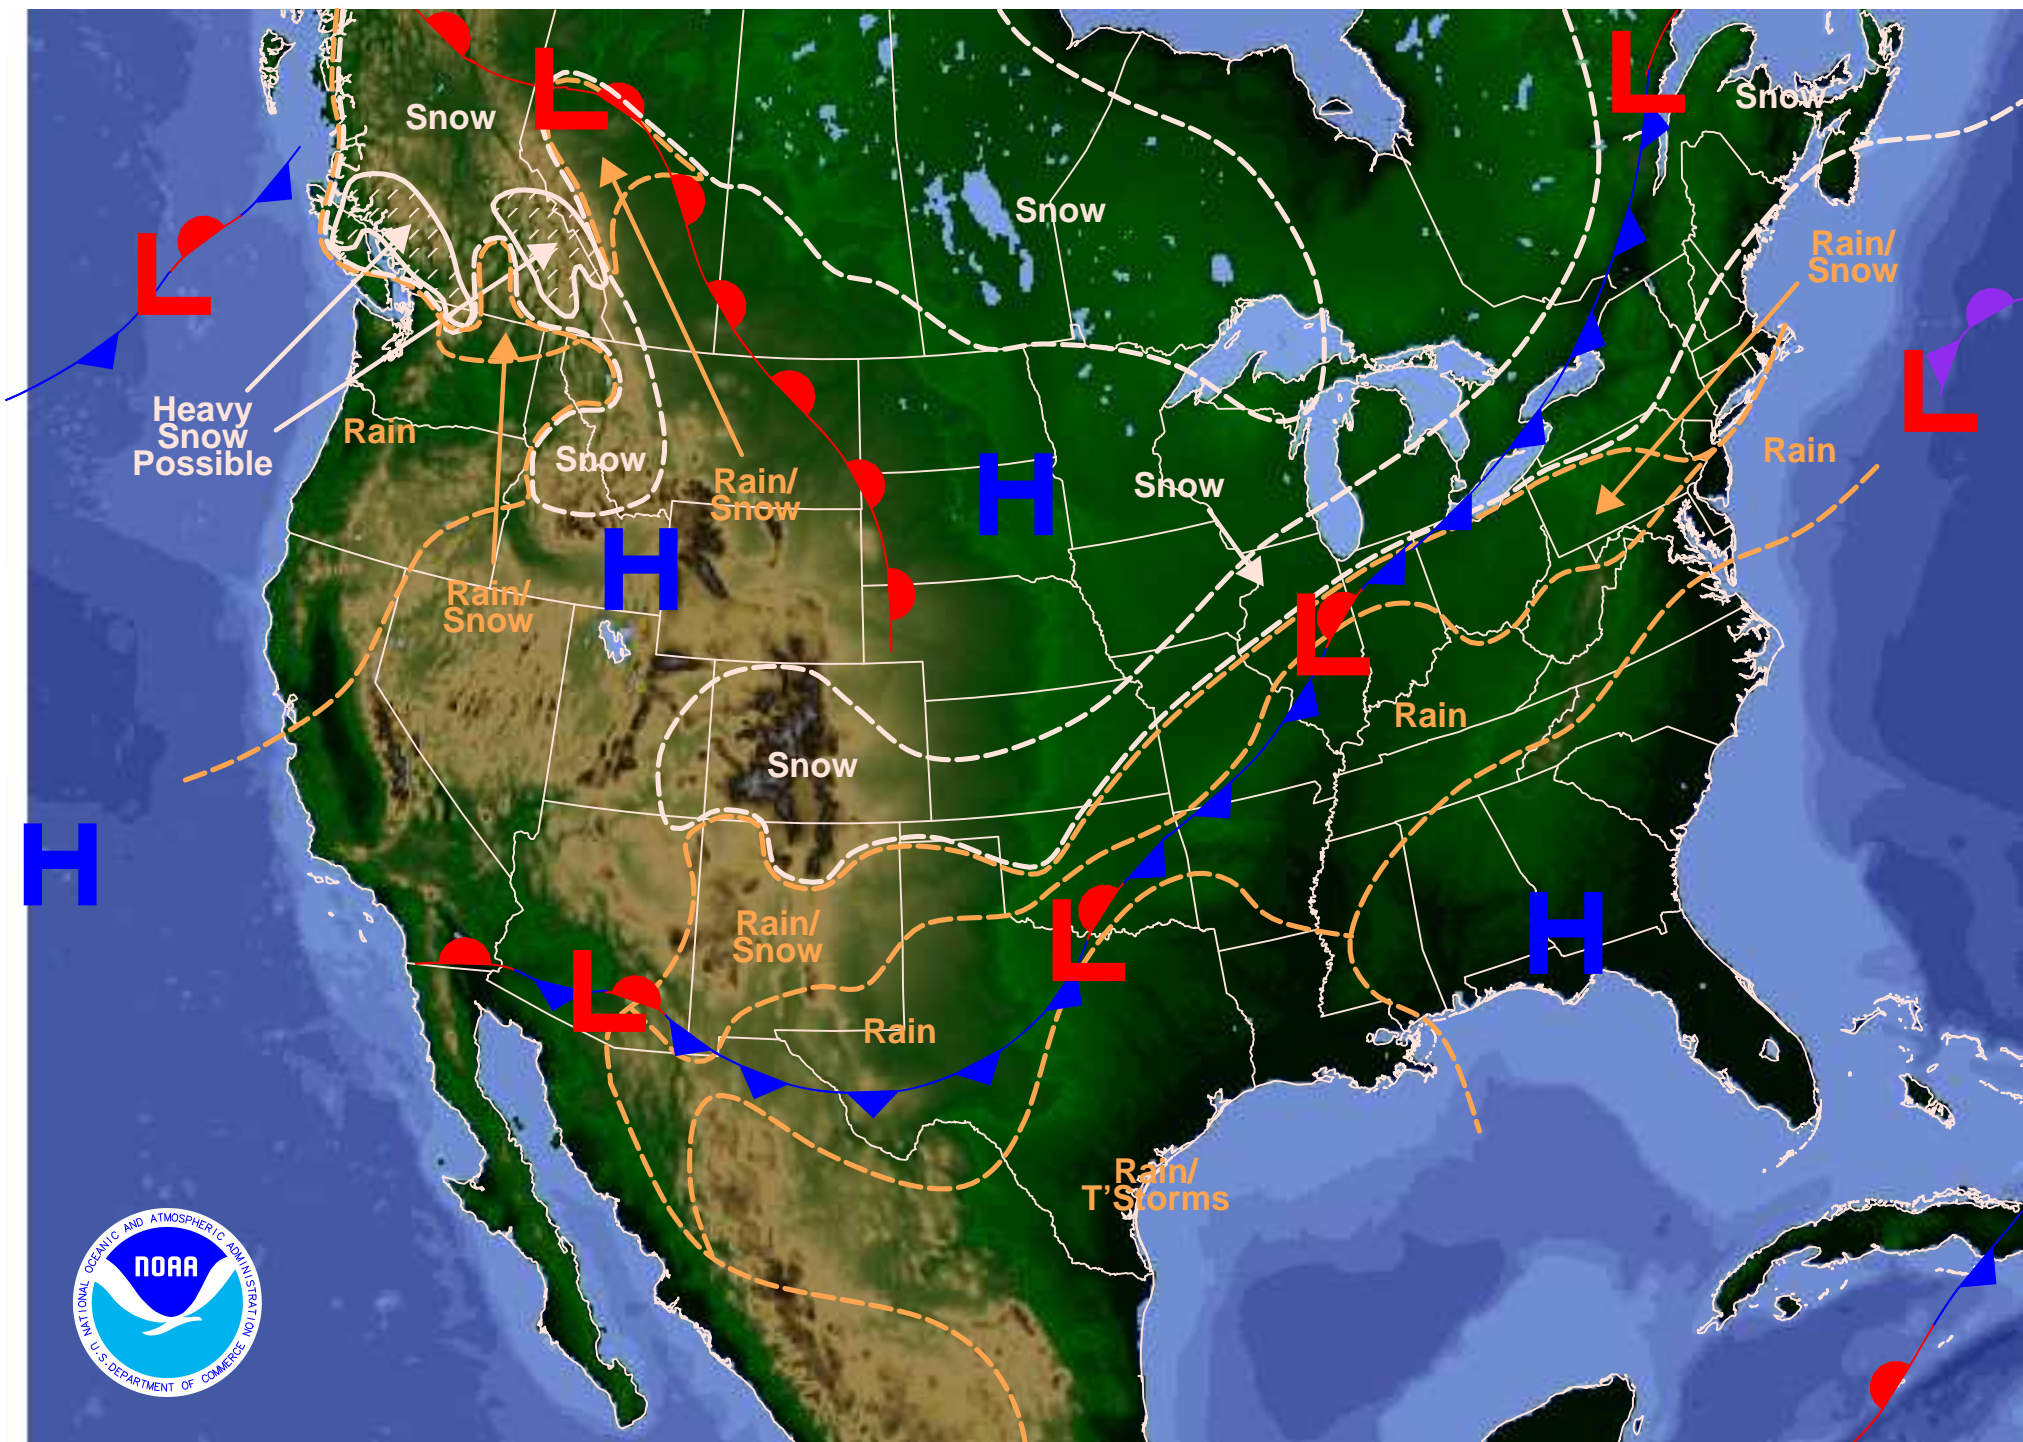 L
L
Snow
Snow
Snow
Rain/
Snow
L
L
Heavy
Snow
Possible
Rain
Snow
Rain/
Snow
H
Snow
Rain
H
Rain/
Snow
L
Rain
Snow
H
Rain/
Snow
L
L
H
Rain
Rain/
T'Storms
NATIONAL OCEANIC AND ATMOSPHERIC ADMINISTRATION
NOAA
U.S. DEPARTMENT OF COMMERCE